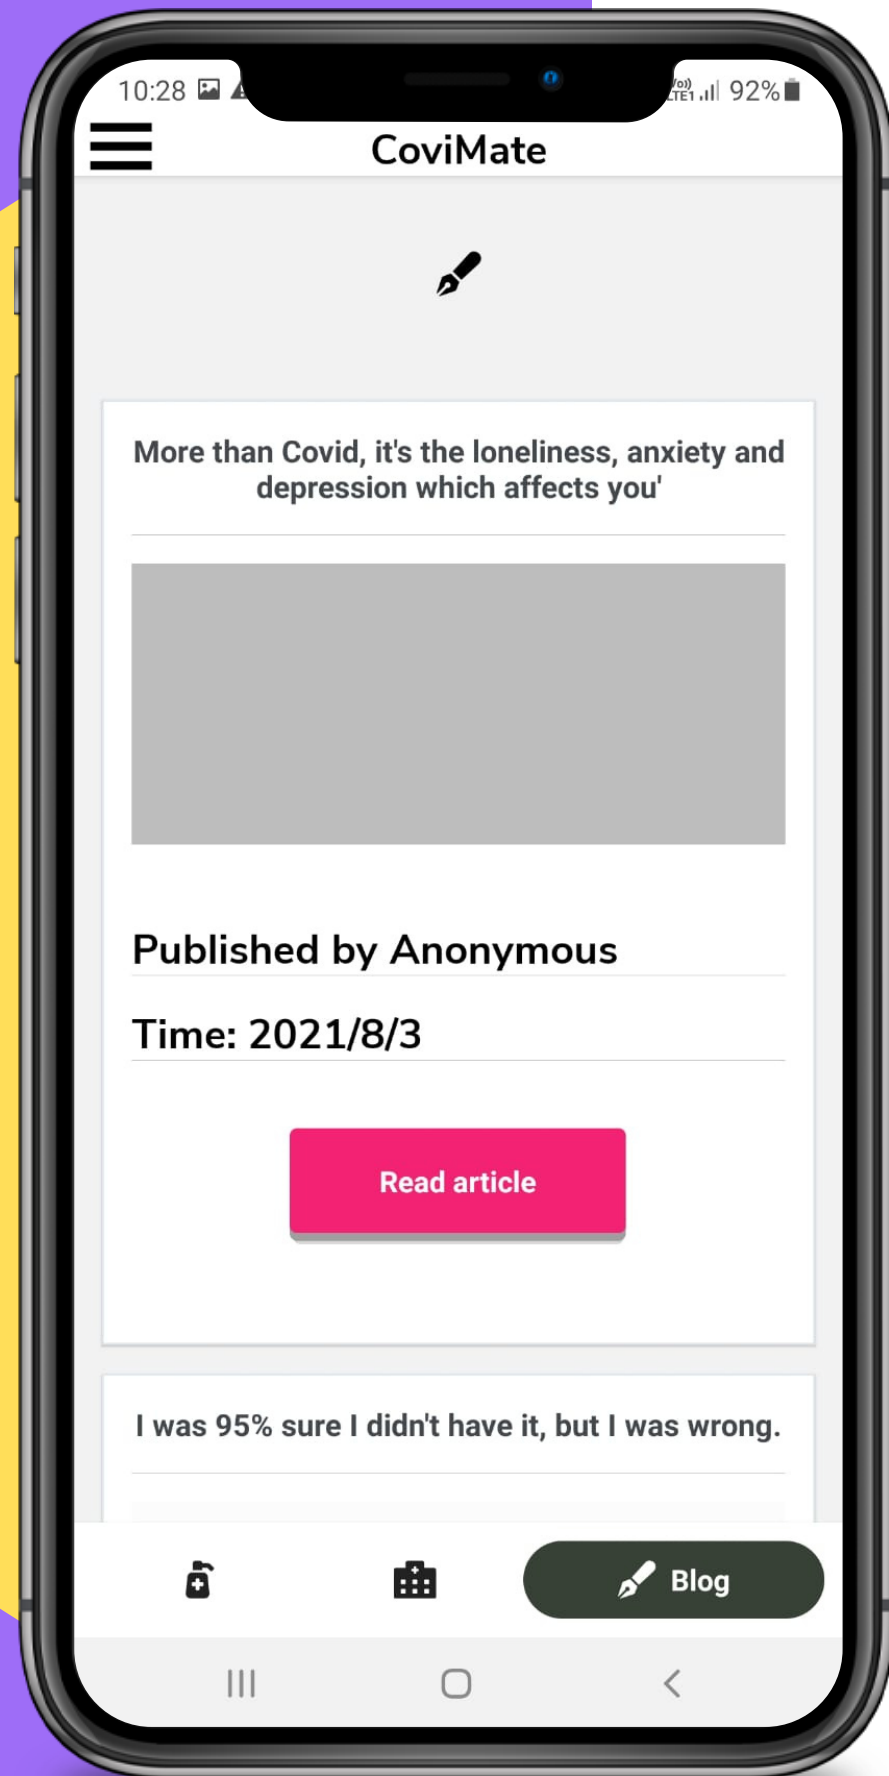 10:28
92%
CoviMate
More than Covid, it's the loneliness, anxiety and
depression which affects you'
Published by Anonymous
Time: 2021/8/3
Read article
I was 95% sure I didn't have it, but I was wrong.
Blog